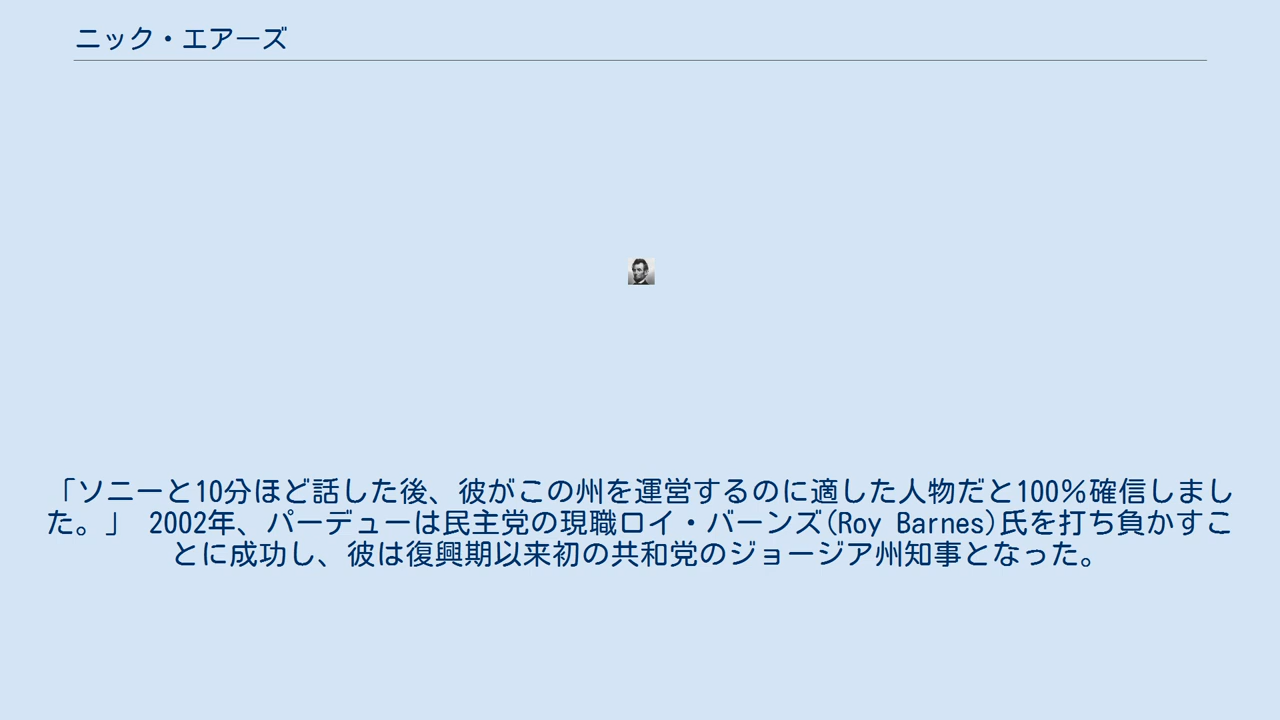 ニック・エアーズ
「ソニーと10分ほど話した後、彼がこの州を運営するのに適した人物だと100％確信しまし
た。」 2002年、パーデューは民主党の現職ロイ・バーンズ(Roy Barnes)氏を打ち負かすこ
とに成功し、彼は復興期以来初の共和党のジョージア州知事となった。